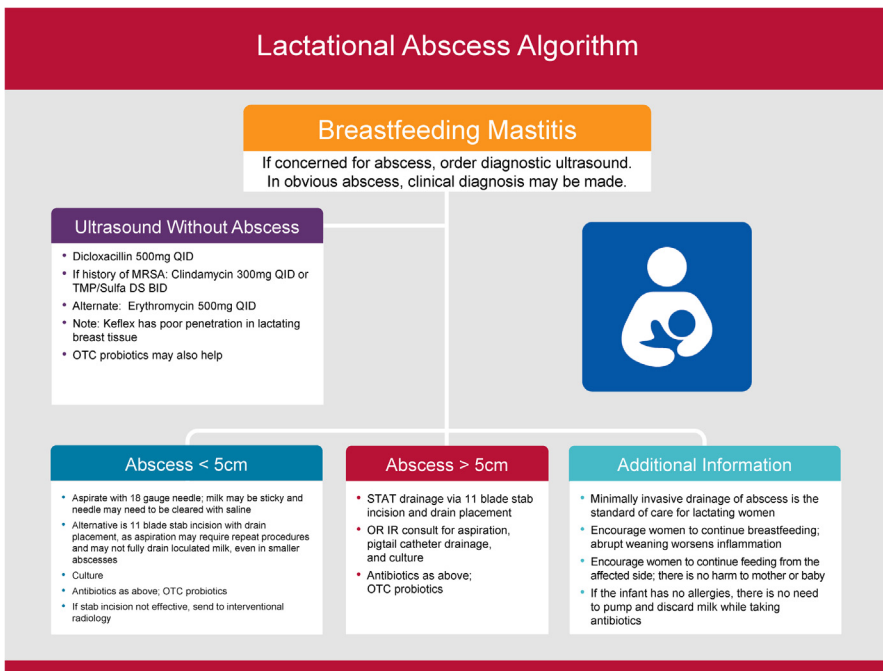 Lactational Abscess Algorithm
Breastfeeding Mastitis
If concerned for abscess, order diagnostic ultrasound.
In obvious abscess, clinical diagnosis may be made.
Ultrasound Without Abscess
• Dicloxacillin 500mg QID
• If history of MRSA: Clindamycin 300mg QID or
TMP/Sulfa DS BID
• Alternate: Erythromycin 500mg QID
• Note: Keflex has poor penetration in lactating
breast tissue
• OTC probiotics may also help
Abscess < 5cm
• Aspirate with 18 gauge needle; milk may be sticky and
needle may need to be cleared with saline
• Alternative is 11 blade stab incision with drain
placement, as aspiration may require repeat procedures
and may not fully drain loculated milk, even in smaller
abscesses
• Culture
• Antibiotics as above; OTC probiotics
• If stab incision not effective, send to interventional
radiology
Abscess > 5cm
• STAT drainage via 11 blade stab
incision and drain placement
• OR IR consult for aspiration,
pigtail catheter drainage,
and culture
• Antibiotics as above;
OTC probiotics
Additional Information
• Minimally invasive drainage of abscess is the
standard of care for lactating women
• Encourage women to continue breastfeeding;
abrupt weaning worsens inflammation
• Encourage women to continue feeding from the
affected side; there is no harm to mother or baby
• If the infant has no allergies, there is no need
to pump and discard milk while taking
antibiotics